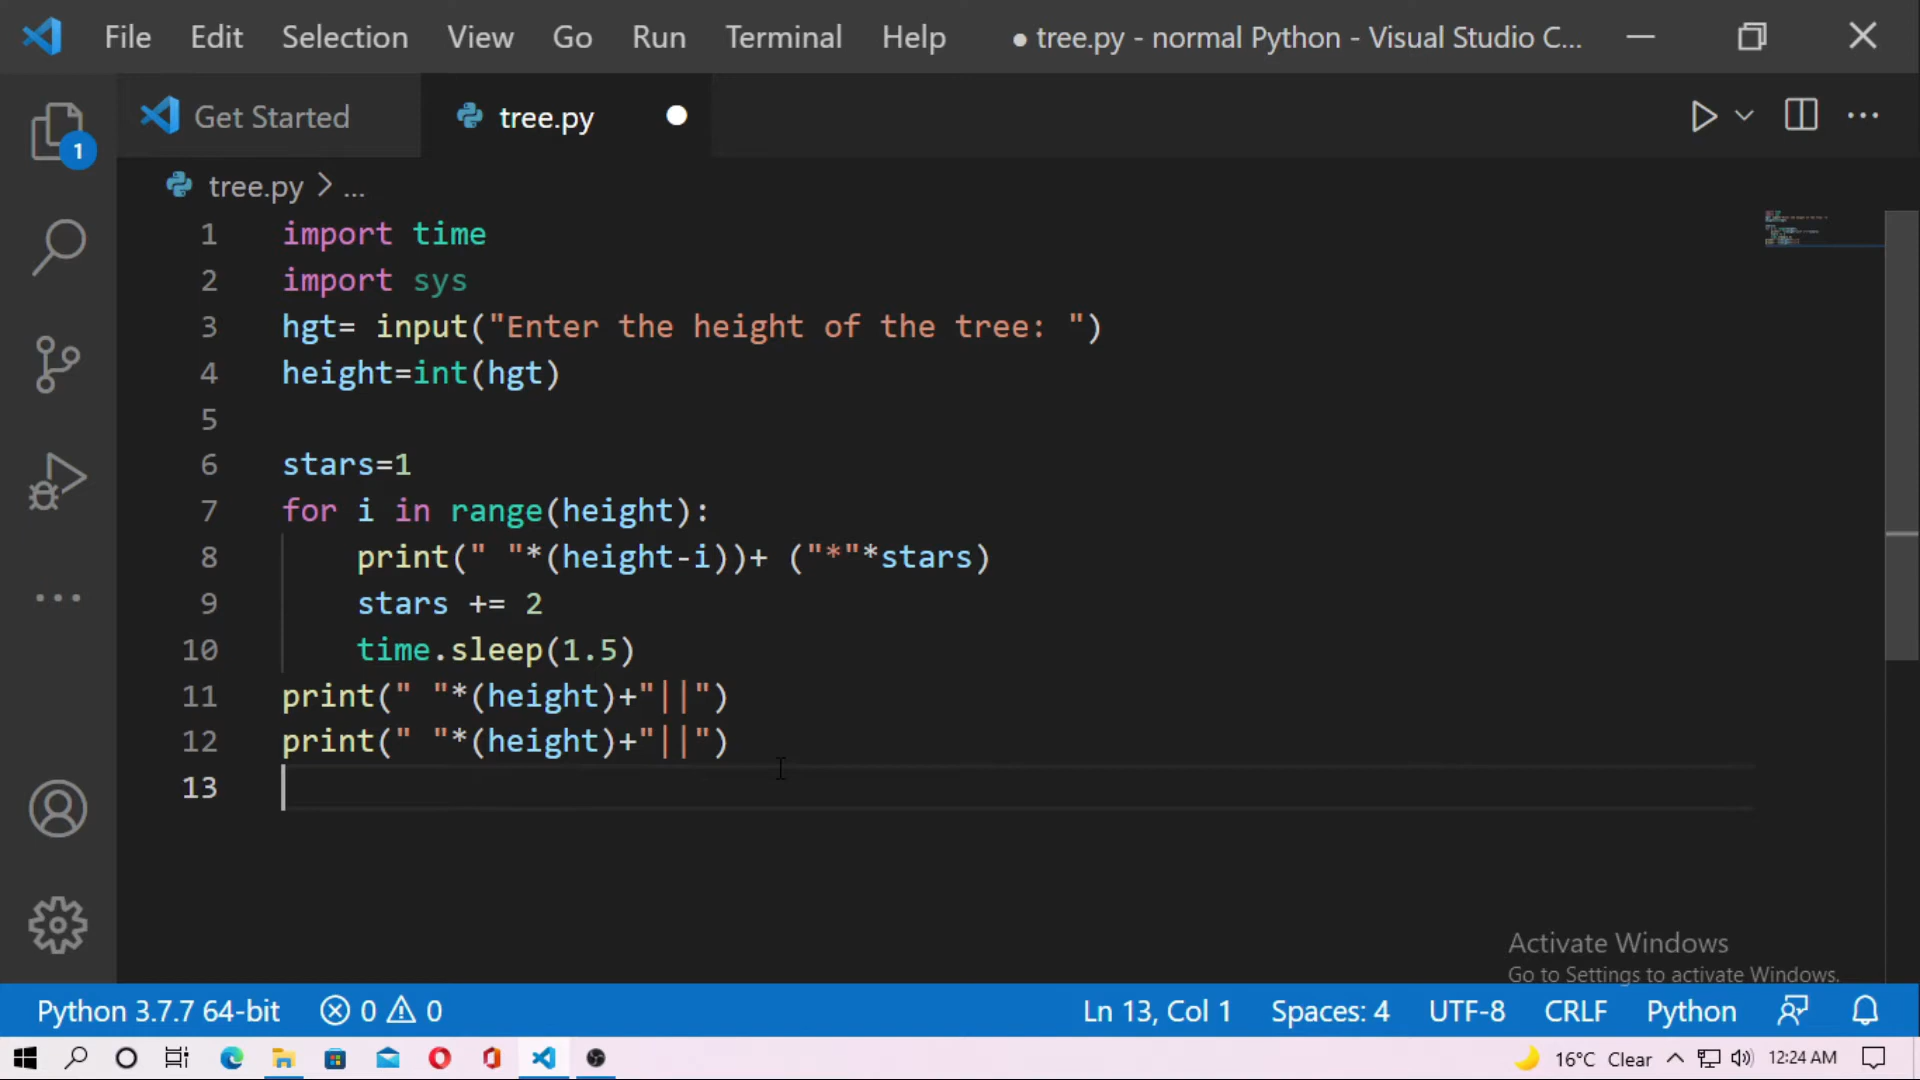 File Edit Selection View Go Run Terminal Help ● tree.py - normal Python - Visual Studio C...
Get Started tree.py
1
tree.py > ...
1 import time
2 import sys
3 hgt= input("Enter the height of the tree: ")
4 height=int(hgt)
5
6 stars=1
7 for i in range(height):
8     print(" "*(height-i))+ ("*"*stars)
9     stars += 2
10     time.sleep(1.5)
11 print(" "*(height)+"||")
12 print(" "*(height)+"||")
13
Activate Windows
Go to Settings to activate Windows.
Python 3.7.7 64-bit 0 0 Ln 13, Col 1 Spaces: 4 UTF-8 CRLF Python
16°C Clear 12:24 AM